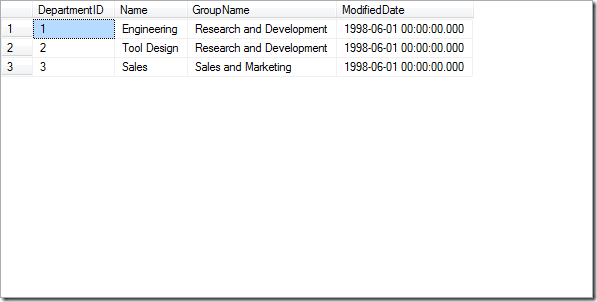 DepartmentID Name GroupName ModifiedDate
1 1 Engineering Research and Development 1998-06-01 00:00:00.000
2 2 Tool Design Research and Development 1998-06-01 00:00:00.000
3 3 Sales Sales and Marketing 1998-06-01 00:00:00.000